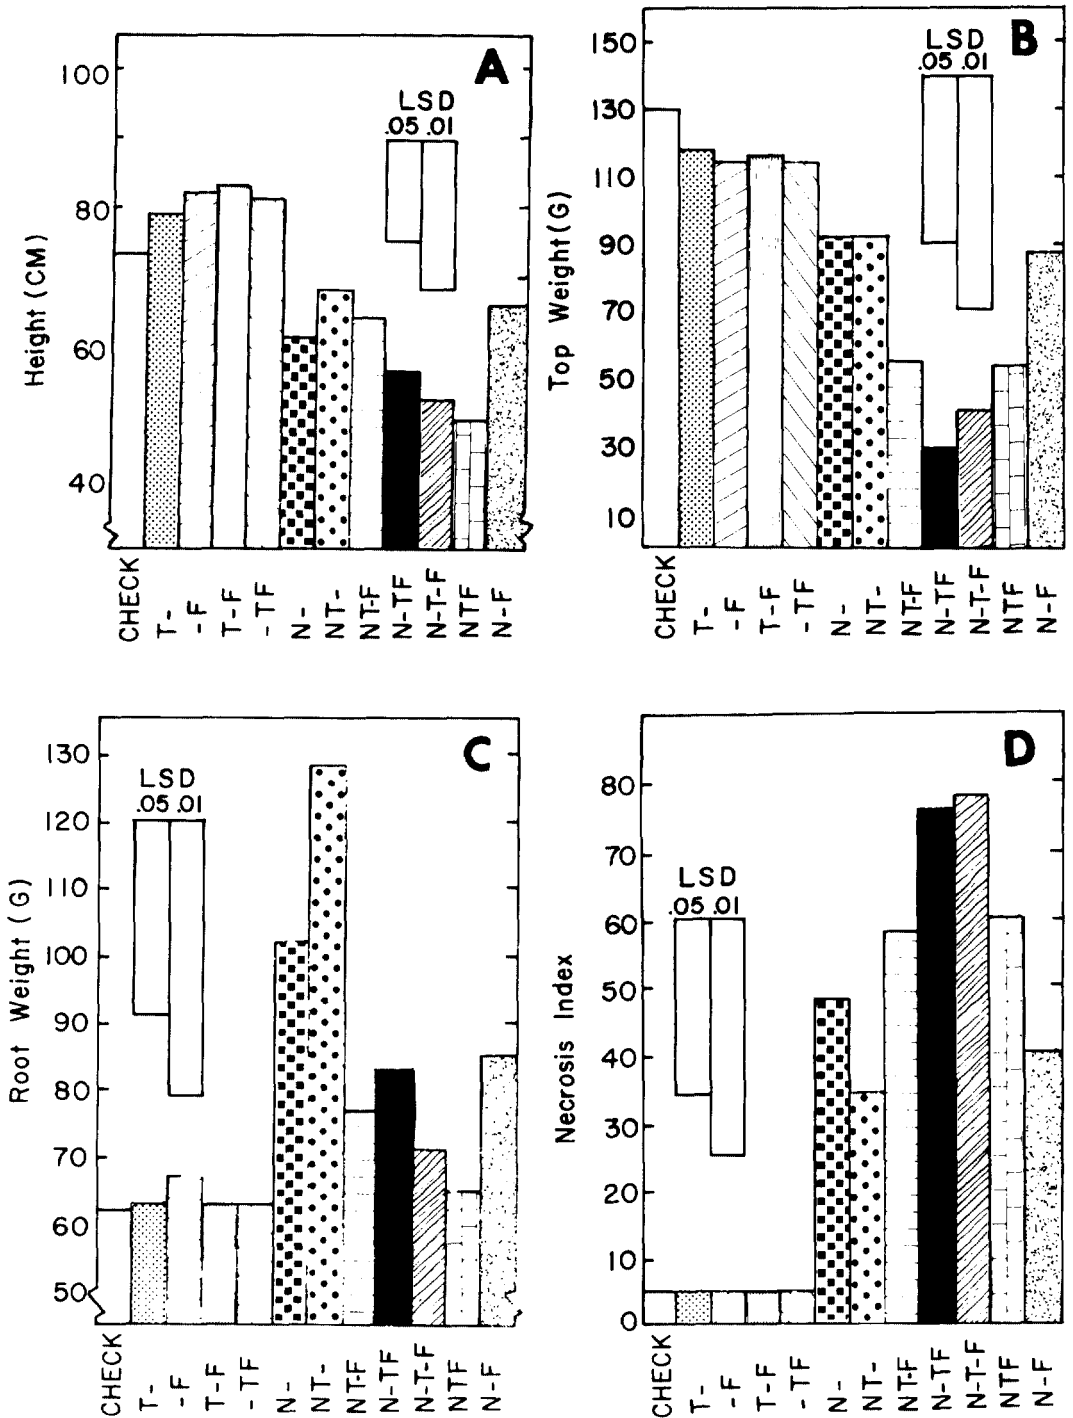 A
LSD
.05 .01
100
80
60
40
Height (CM)
CHECK
T -
- F
T - F
- TF
N -
NT -
NT-F
N-TF
N-T-F
NTF
N - F
B
LSD
.05 .01
150
130
110
90
70
50
30
10
Top Weight (G)
CHECK
T -
- F
T - F
- TF
N -
NT -
NT-F
N-TF
N-T-F
NTF
N - F
C
LSD
.05 .01
130
120
110
100
90
80
70
60
50
Root Weight (G)
CHECK
T -
- F
T - F
- TF
N -
NT -
NT-F
N-TF
N-T-F
NTF
N - F
D
LSD
.05 .01
80
70
60
50
40
30
20
10
0
Necrosis Index
CHECK
T -
- F
T - F
- TF
N -
NT -
NT-F
N-TF
N-T-F
NTF
N - F